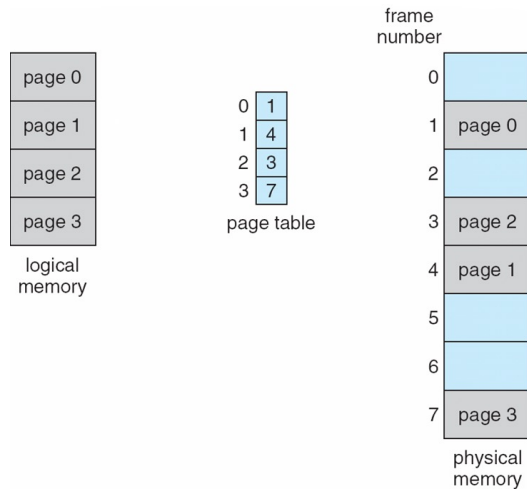 page 0
page 1
page 2
page 3
logical
memory
0 1
1 4
2 3
3 7
page table
frame
number
0
1 page 0
2
3 page 2
4 page 1
5
6
7 page 3
physical
memory